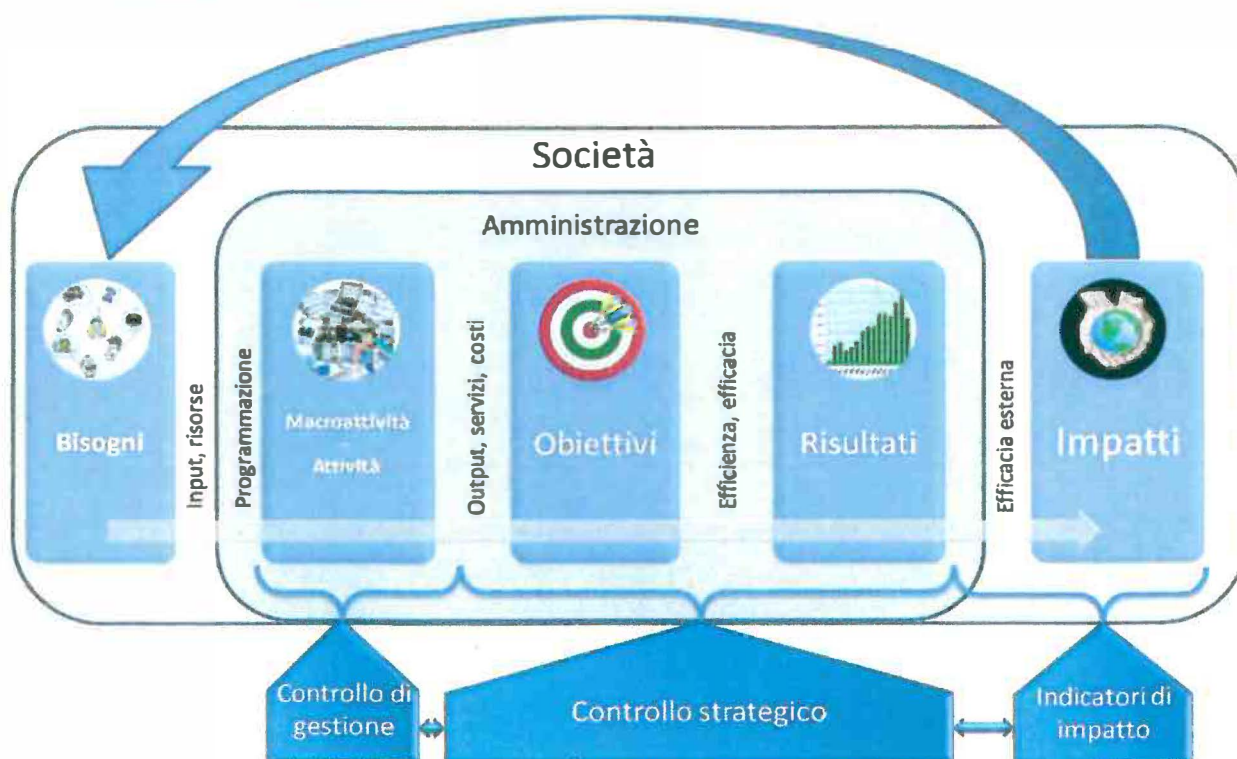 Società
Amministrazione
Bisogni
Input, risorse
Programmazione
Macroattività
-
Attività
Output, servizi, costi
Obiettivi
Efficienza, efficacia
Risultati
Efficacia esterna
Impatti
Controllo di
gestione
Controllo strategico
Indicatori di
impatto